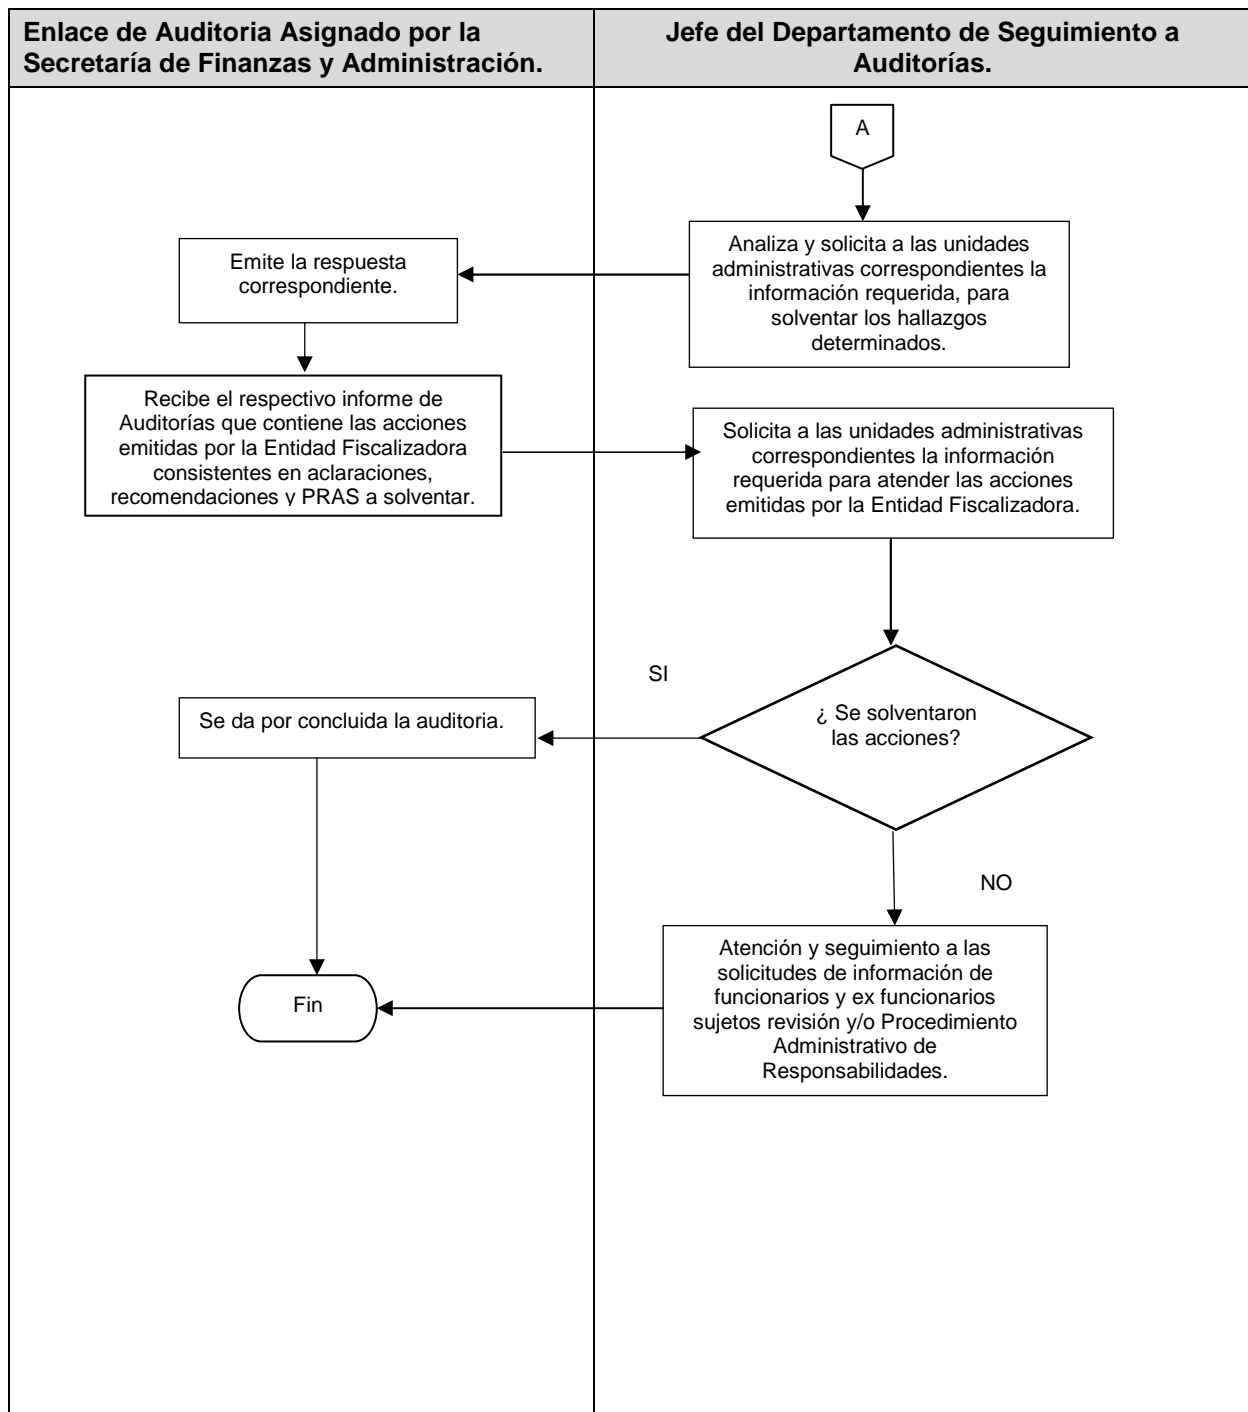 Enlace de Auditoria Asignado por la
Secretaría de Finanzas y Administración.
Jefe del Departamento de Seguimiento a
Auditorías.
A
Analiza y solicita a las unidades
administrativas correspondientes la
información requerida, para
solventar los hallazgos
determinados.
Emite la respuesta
correspondiente.
Recibe el respectivo informe de
Auditorías que contiene las acciones
emitidas por la Entidad Fiscalizadora
consistentes en aclaraciones,
recomendaciones y PRAS a solventar.
Solicita a las unidades administrativas
correspondientes la información
requerida para atender las acciones
emitidas por la Entidad Fiscalizadora.
¿ Se solventaron
las acciones?
SI
Se da por concluida la auditoria.
NO
Atención y seguimiento a las
solicitudes de información de
funcionarios y ex funcionarios
sujetos revisión y/o Procedimiento
Administrativo de
Responsabilidades.
Fin